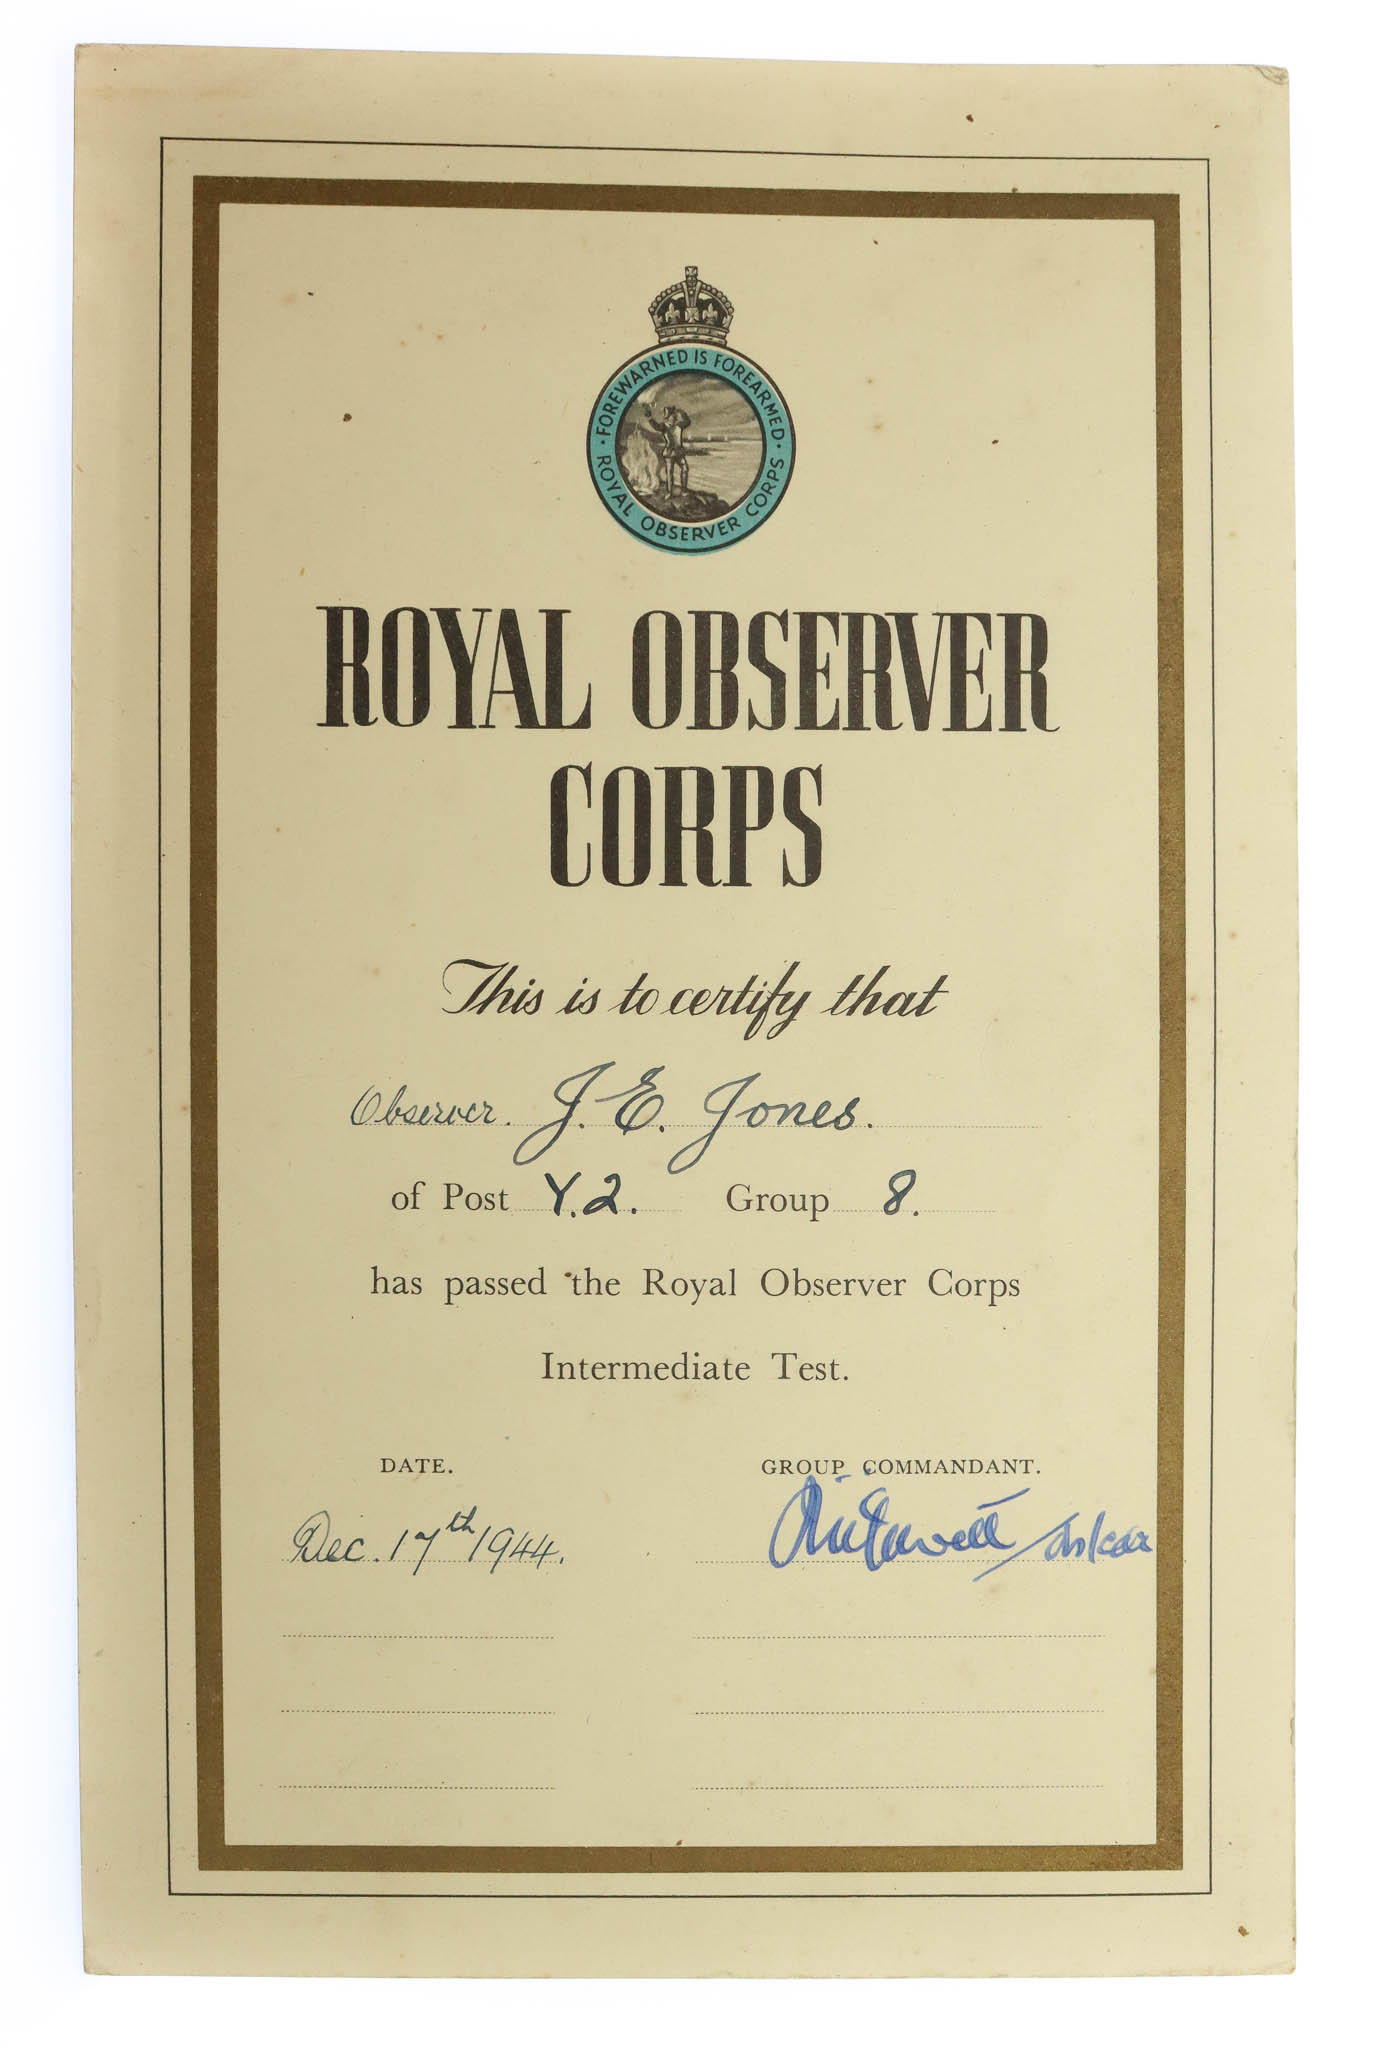 FOREWARNED IS FOREARMED
ROYAL OBSERVER CORPS
ROYAL OBSERVER
CORPS
This is to certify that
Observer. J. E. Jones.
of Post Y.2. Group 8.
has passed the Royal Observer Corps
Intermediate Test.
DATE. GROUP COMMANDANT.
Dec. 17th 1944.